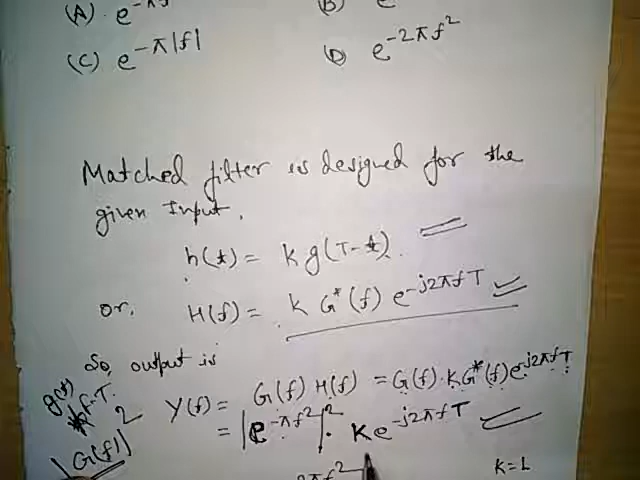 (A) e^-π
(B) e
(C) e^-π|f|
(D) e^-2πf²
Matched filter is designed for the
given Input.
h(t) = k g(T-t).
or, H(f) = k G*(f) e^-j2πfT
So, output is
Y(f) = G(f) H(f) = G(f).KG*(f)e^-j2πfT
= |e^-πf²|². Ke^-j2πfT
g(t)
F.T.
|G(f)|²
2πf²
K=1